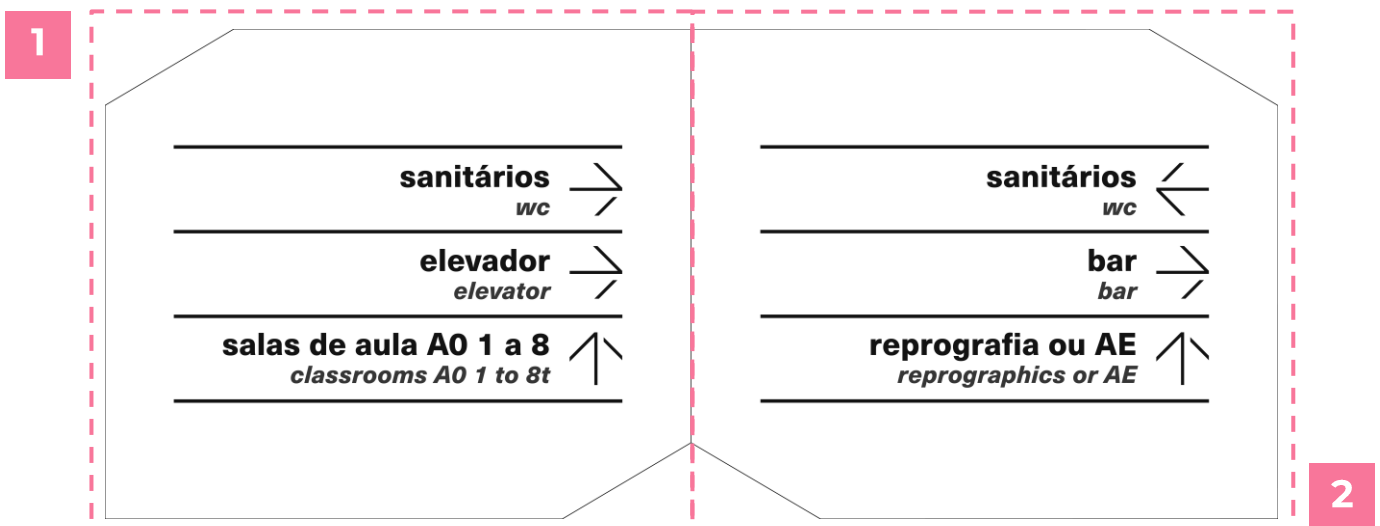 1
sanitários
wc
elevador
elevator
salas de aula A0 1 a 8
classrooms A0 1 to 8t
sanitários
wc
bar
bar
reprografia ou AE
reprographics or AE
2